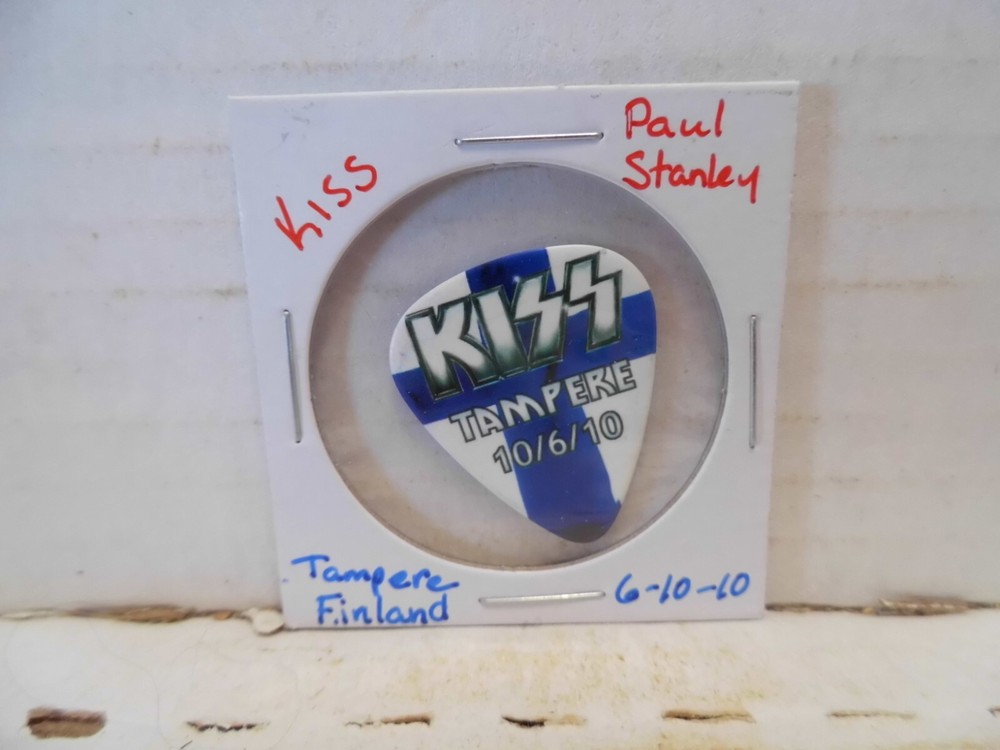 Kiss
Paul
Stanley
KISS
TAMPERE
10/6/10
Tampere
Finland
6-10-10